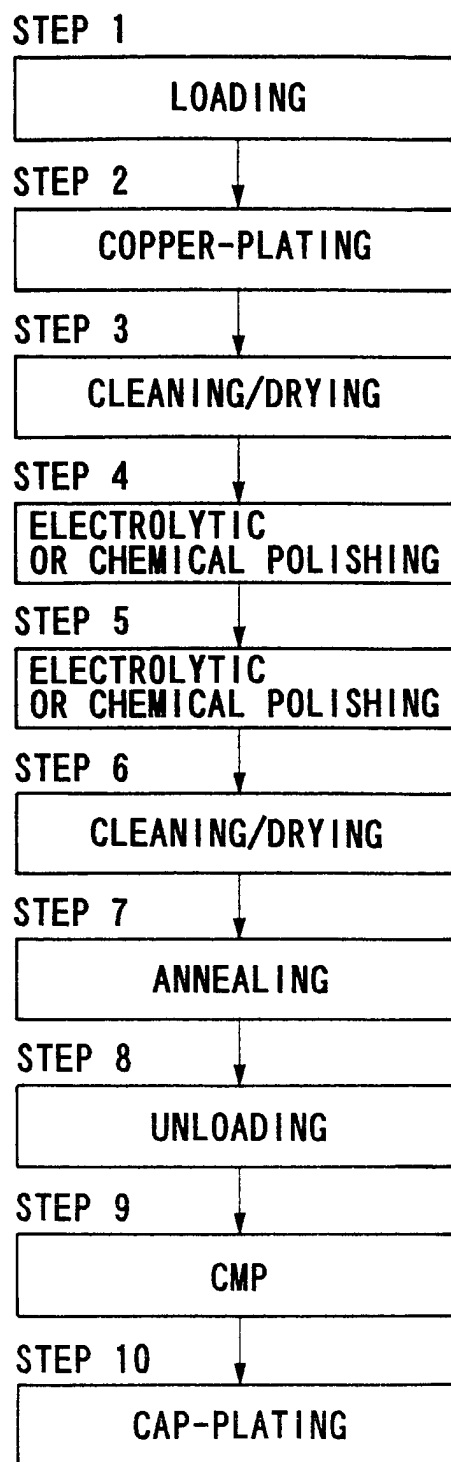 STEP 1
LOADING
STEP 2
COPPER-PLATING
STEP 3
CLEANING/DRYING
STEP 4
ELECTROLYTIC
OR CHEMICAL POLISHING
STEP 5
ELECTROLYTIC
OR CHEMICAL POLISHING
STEP 6
CLEANING/DRYING
STEP 7
ANNEALING
STEP 8
UNLOADING
STEP 9
CMP
STEP 10
CAP-PLATING